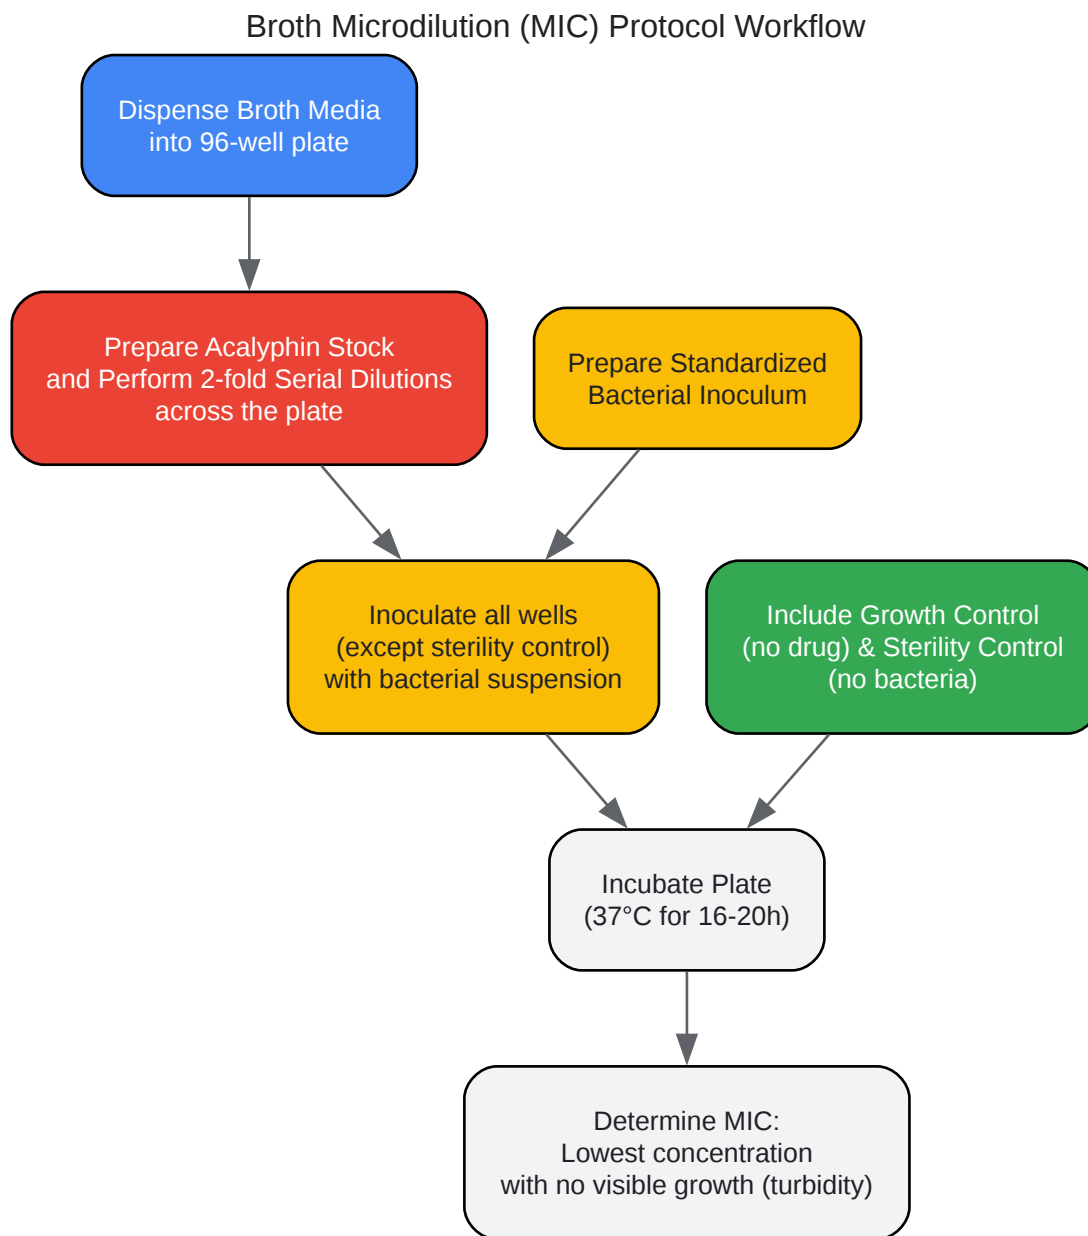 Broth Microdilution (MIC) Protocol Workflow
Dispense Broth Media
into 96-well plate
Prepare Acalyphin Stock
and Perform 2-fold Serial Dilutions
across the plate
Prepare Standardized
Bacterial Inoculum
Inoculate all wells
(except sterility control)
with bacterial suspension
Include Growth Control
(no drug) & Sterility Control
(no bacteria)
Incubate Plate
(37°C for 16-20h)
Determine MIC:
Lowest concentration
with no visible growth (turbidity)